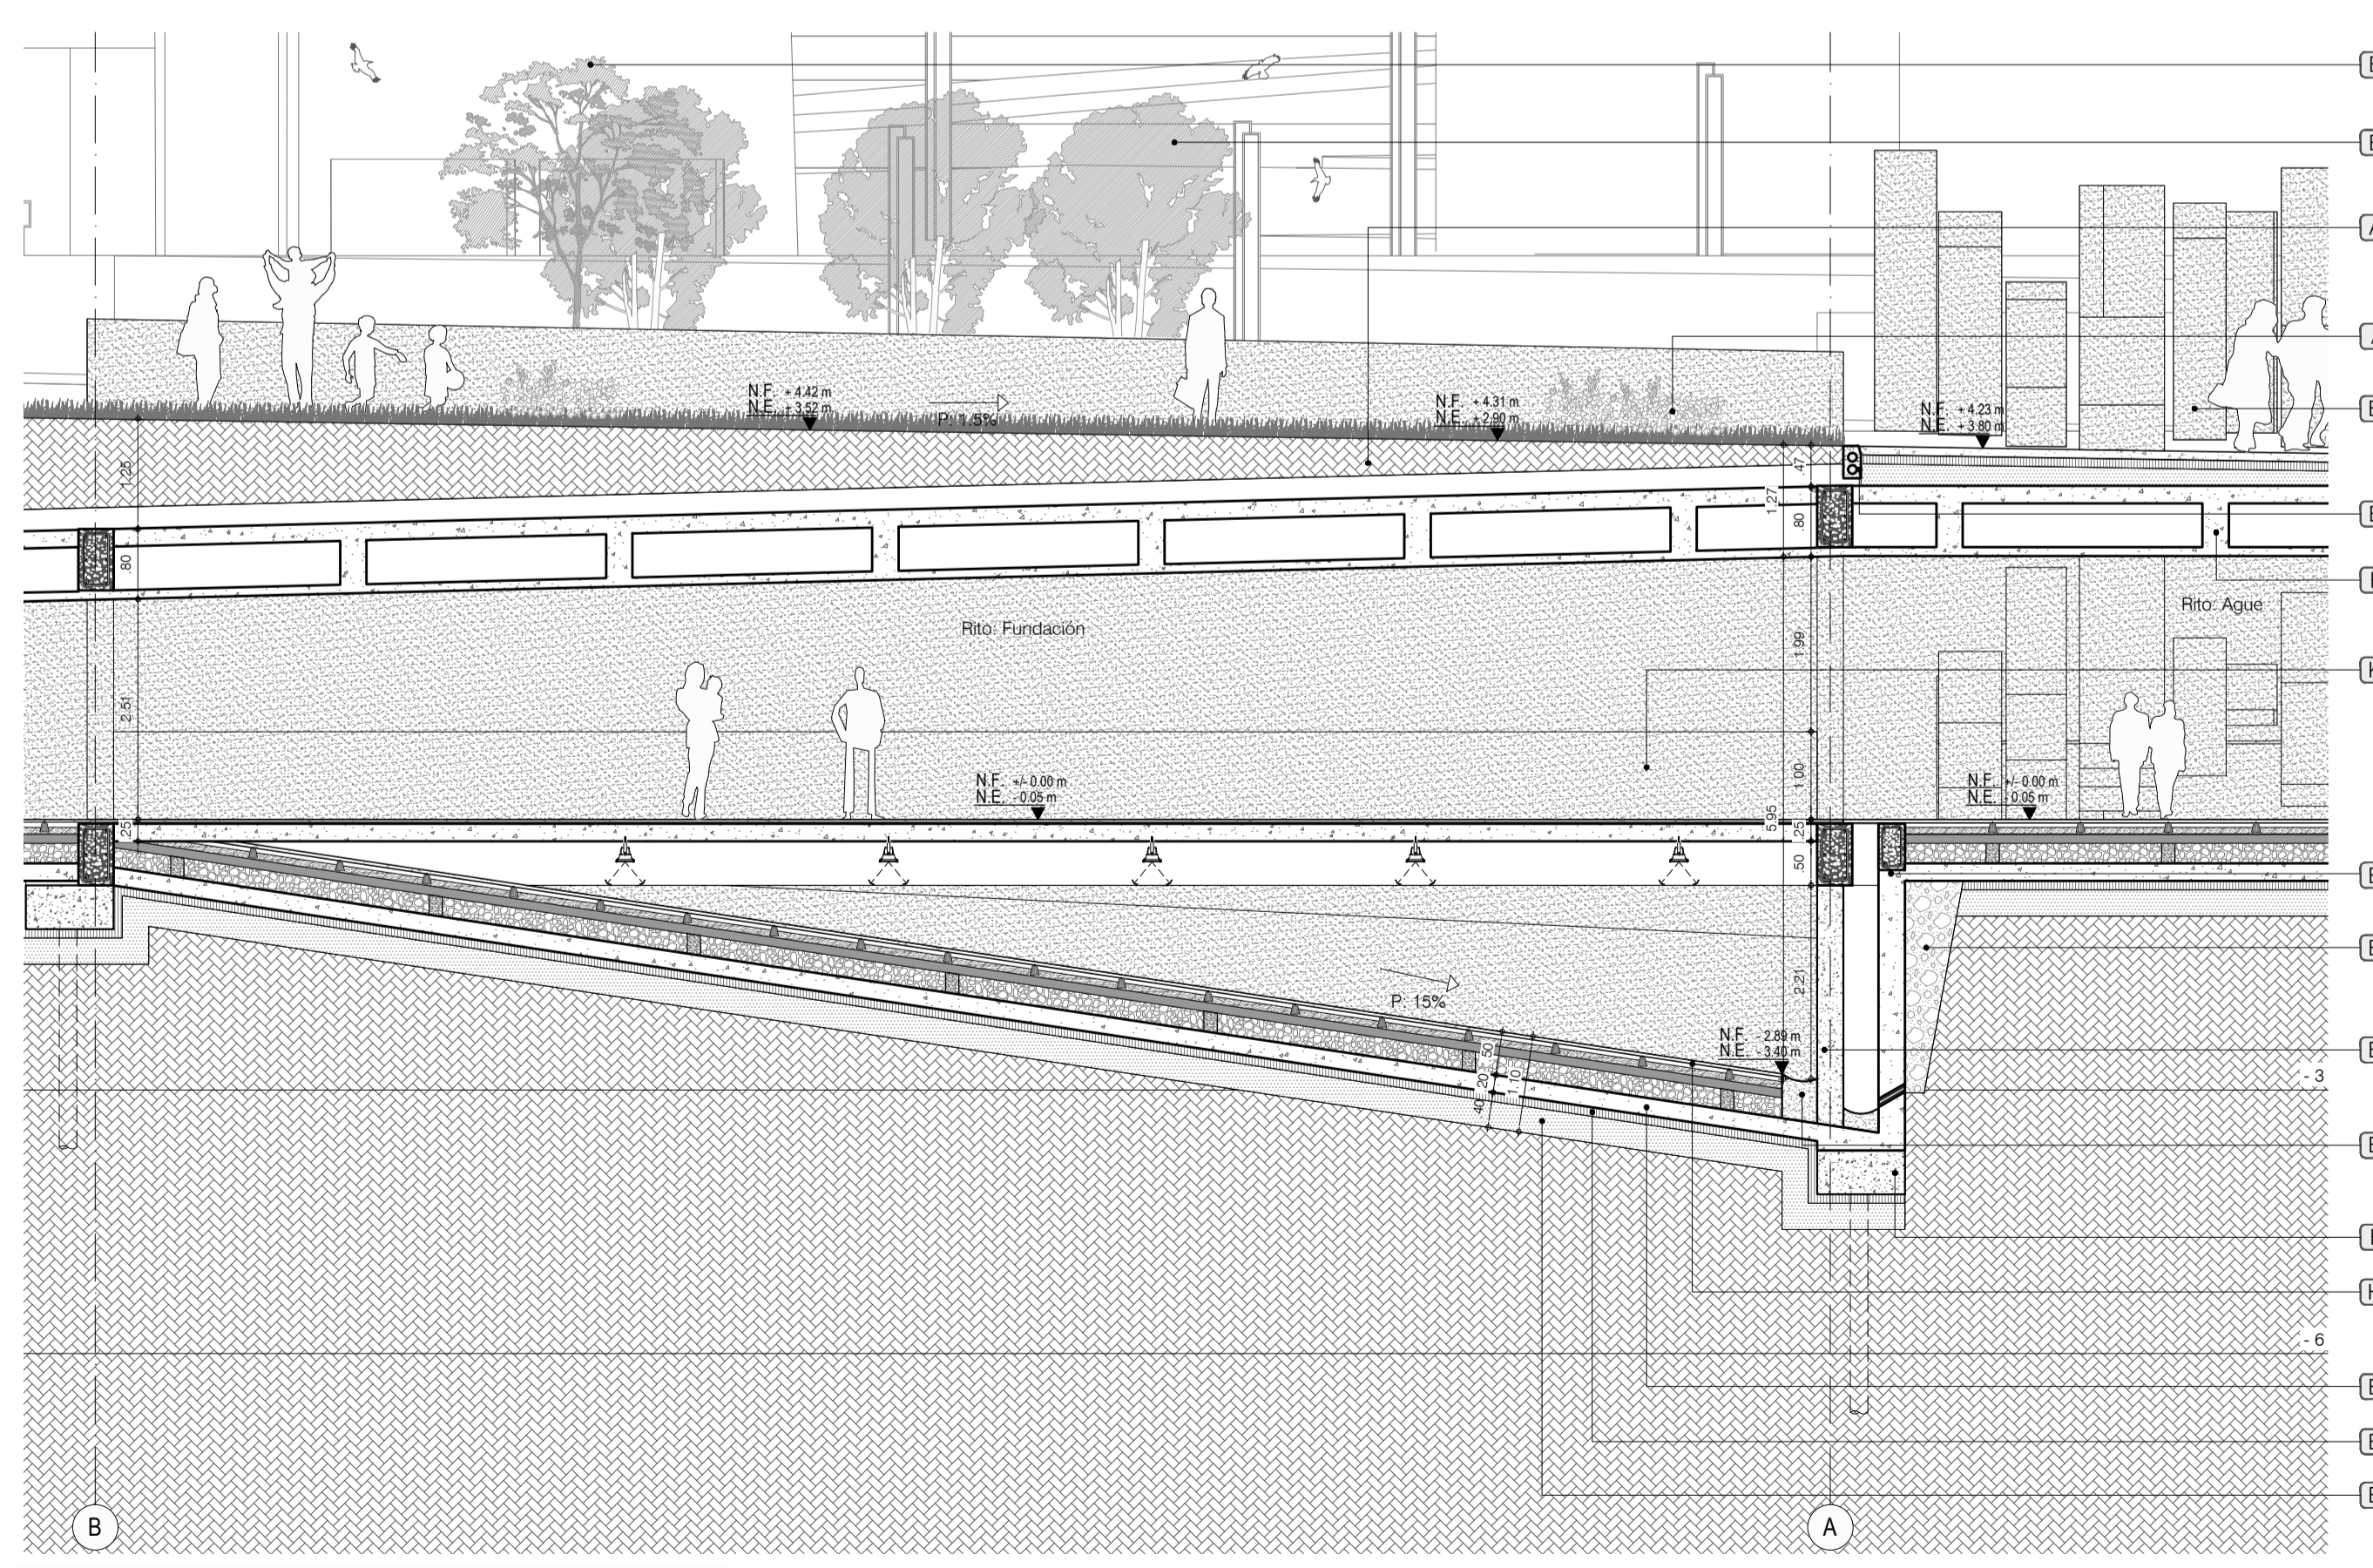 N.F. + 4.42 m
N.E. + 3.52 m
P: 1.5%
N.F. + 4.31 m
N.E. + 2.90 m
N.F. + 4.23 m
N.E. + 3.80 m
1.25
.47
1.27
.80
.80
Rito: Fundación
Rito: Ague
1.99
2.51
N.F. +/- 0.00 m
N.E. - 0.05 m
1.00
N.F. +/- 0.00 m
N.E. - 0.05 m
5.95
.25
.25
.50
P: 15%
2.21
N.F. - 2.89 m
N.E. - 3.40 m
.50
.20
.40
1.10
- 3
- 6
B
A